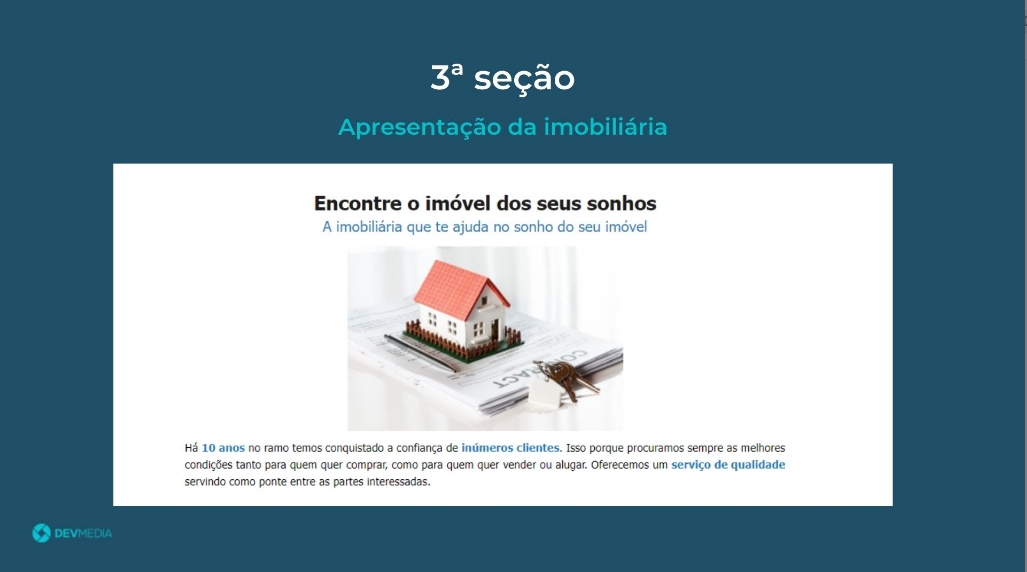 3ª seção
Apresentação da imobiliária
Encontre o imóvel dos seus sonhos
A imobiliária que te ajuda no sonho do seu imóvel
CONTRACT
Há 10 anos no ramo temos conquistado a confiança de inúmeros clientes. Isso porque procuramos sempre as melhores
condições tanto para quem quer comprar, como para quem quer vender ou alugar. Oferecemos um serviço de qualidade
servindo como ponte entre as partes interessadas.
DEVMEDIA